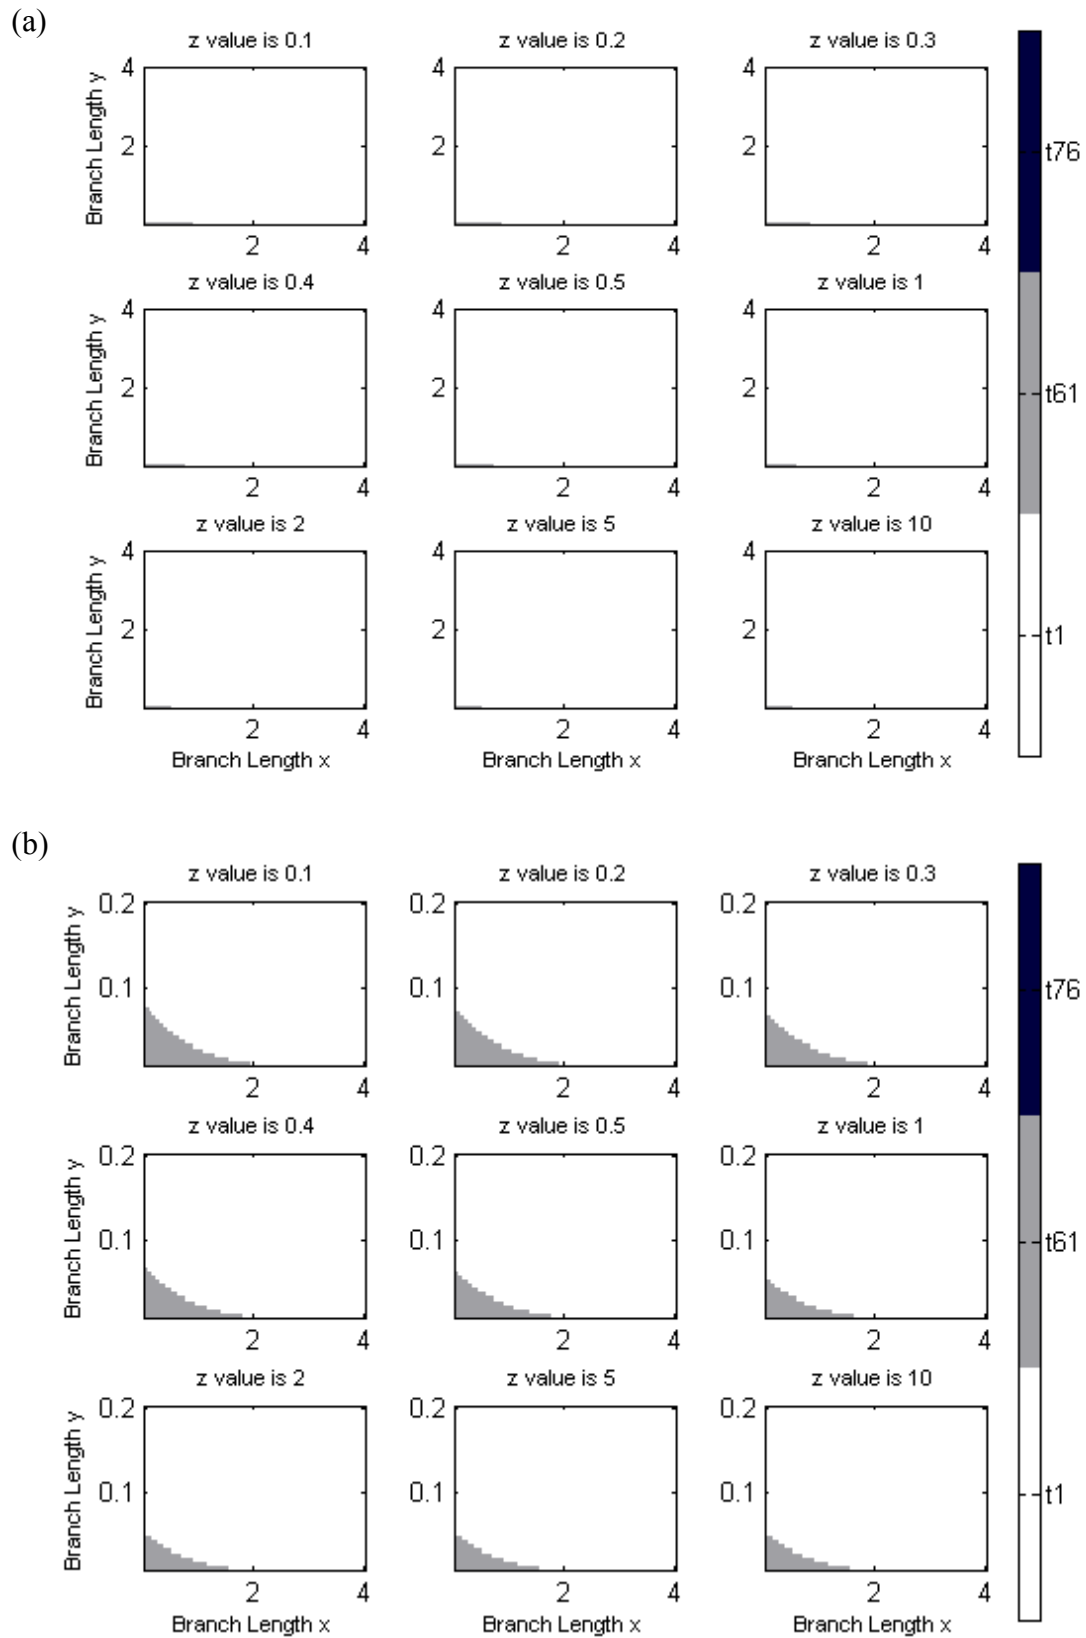 (a)
z value is 0.1 z value is 0.2 z value is 0.3
Branch Length y
4 4 4
2 2 2
t76
2 4 2 4 2 4
z value is 0.4 z value is 0.5 z value is 1
Branch Length y
4 4 4
2 2 2
t61
2 4 2 4 2 4
z value is 2 z value is 5 z value is 10
Branch Length y
4 4 4
2 2 2
t1
2 4 2 4 2 4
Branch Length x Branch Length x Branch Length x
(b)
z value is 0.1 z value is 0.2 z value is 0.3
Branch Length y
0.2 0.2 0.2
0.1 0.1 0.1
t76
2 4 2 4 2 4
z value is 0.4 z value is 0.5 z value is 1
Branch Length y
0.2 0.2 0.2
0.1 0.1 0.1
t61
2 4 2 4 2 4
z value is 2 z value is 5 z value is 10
Branch Length y
0.2 0.2 0.2
0.1 0.1 0.1
t1
2 4 2 4 2 4
Branch Length x Branch Length x Branch Length x